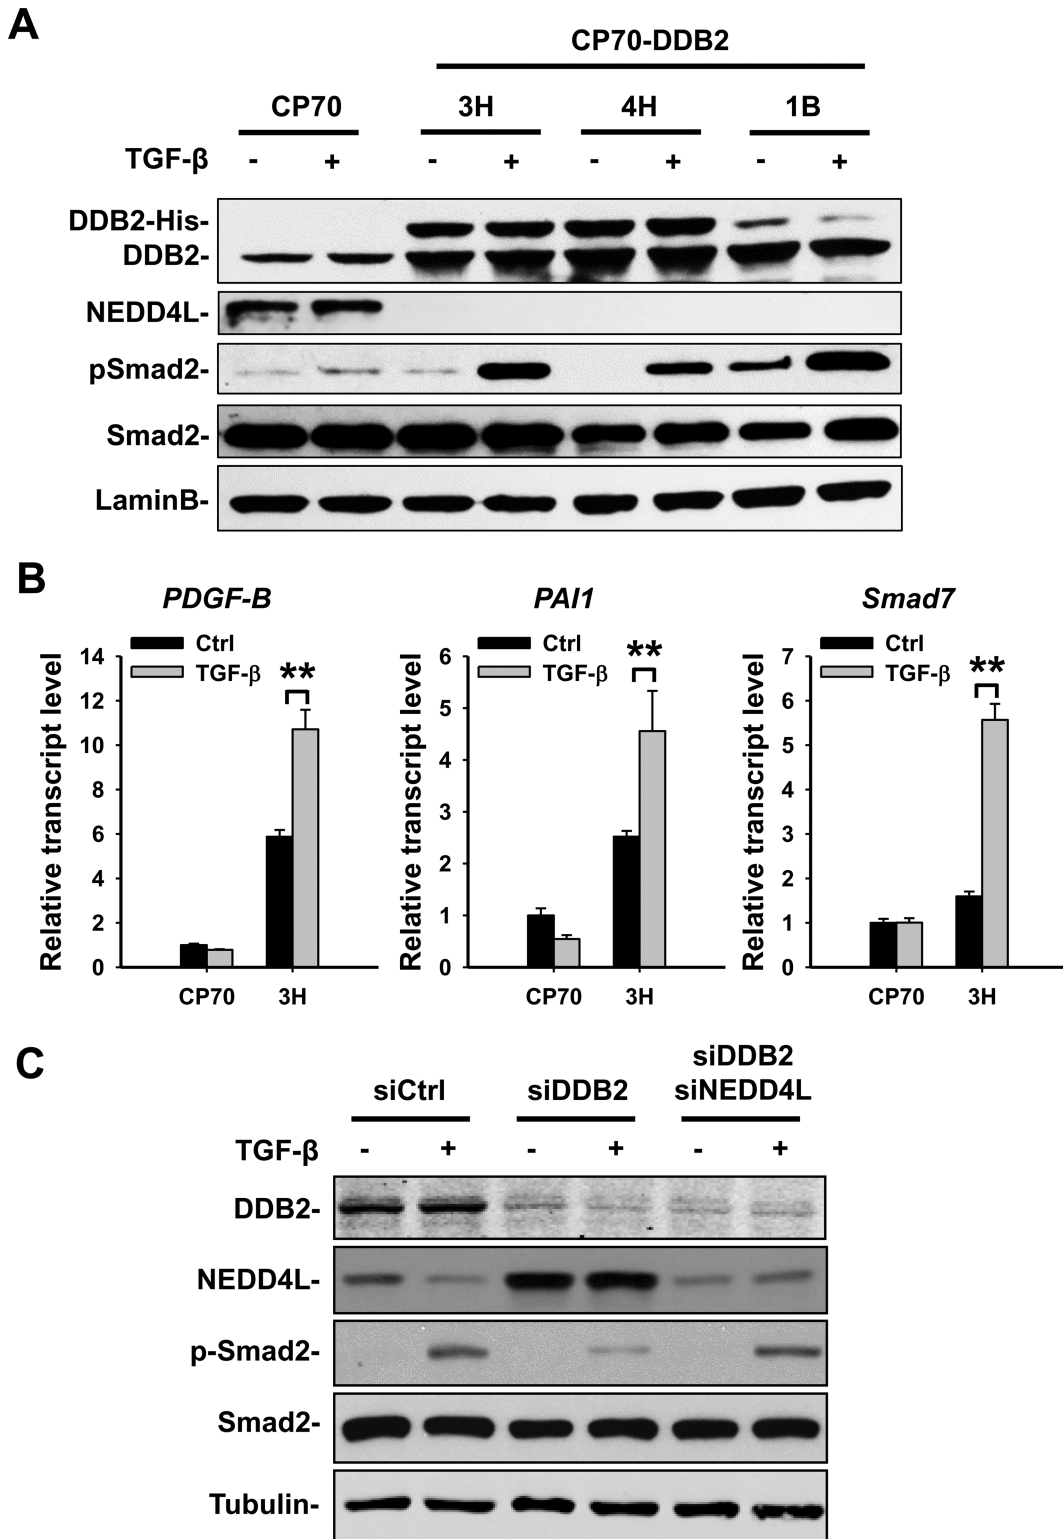 A
CP70-DDB2
CP70 3H 4H 1B
TGF-β - + - + - + - +
DDB2-His-
DDB2-
NEDD4L-
pSmad2-
Smad2-
LaminB-
B
PDGF-B PAI1 Smad7
Ctrl Ctrl Ctrl
TGF-β TGF-β TGF-β
** ** **
Relative transcript level
14
12
10
8
6
4
2
0
CP70 3H
Relative transcript level
6
5
4
3
2
1
0
CP70 3H
Relative transcript level
7
6
5
4
3
2
1
0
CP70 3H
C
siDDB2
siCtrl siDDB2 siNEDD4L
TGF-β - + - + - +
DDB2-
NEDD4L-
p-Smad2-
Smad2-
Tubulin-